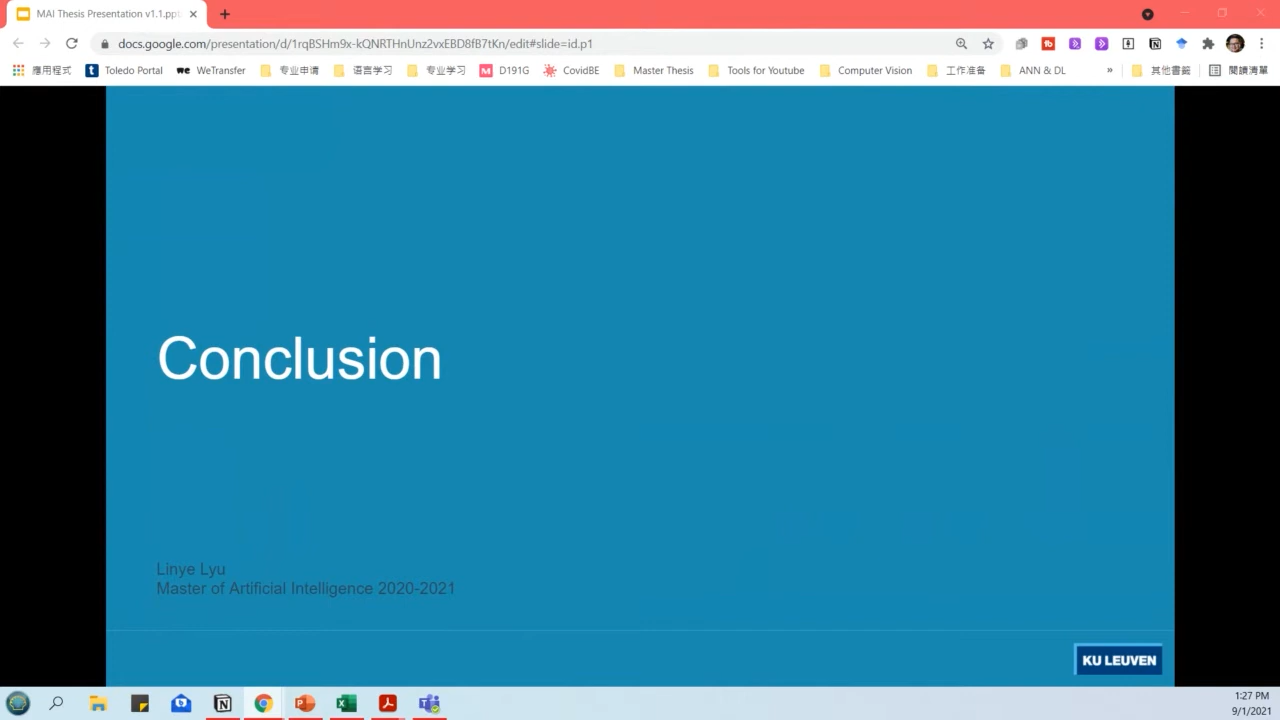 MAI Thesis Presentation v1.1.ppt
docs.google.com/presentation/d/1rqBSHm9x-kQNRTHnUnz2vxEBD8fB7tKn/edit#slide=id.p1
應用程式 Toledo Portal WeTransfer 专业申请 语言学习 专业学习 D191G CovidBE Master Thesis Tools for Youtube Computer Vision 工作准备 ANN & DL » 其他書籤 閱讀清單
Conclusion
Linye Lyu
Master of Artificial Intelligence 2020-2021
KU LEUVEN
1:27 PM
9/1/2021